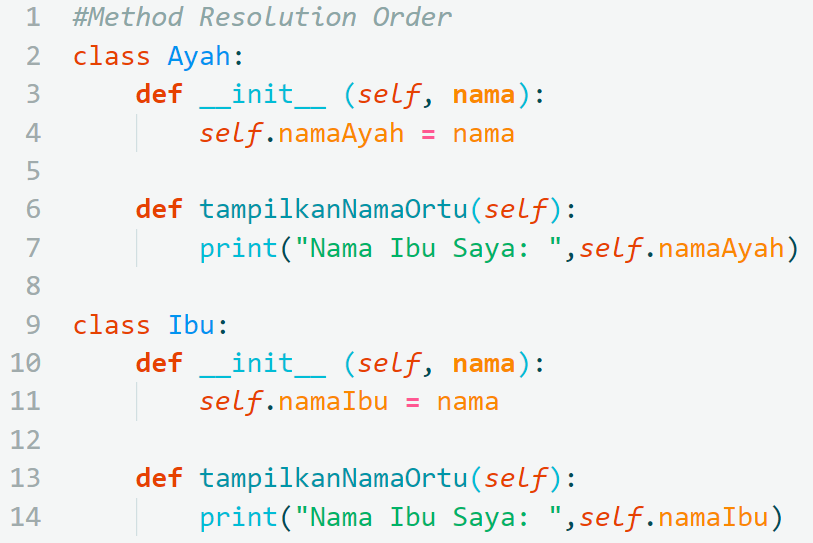 1 #Method Resolution Order
2 class Ayah:
3     def __init__ (self, nama):
4         self.namaAyah = nama
5
6     def tampilkanNamaOrtu(self):
7         print("Nama Ibu Saya: ",self.namaAyah)
8
9 class Ibu:
10     def __init__ (self, nama):
11         self.namaIbu = nama
12
13     def tampilkanNamaOrtu(self):
14         print("Nama Ibu Saya: ",self.namaIbu)